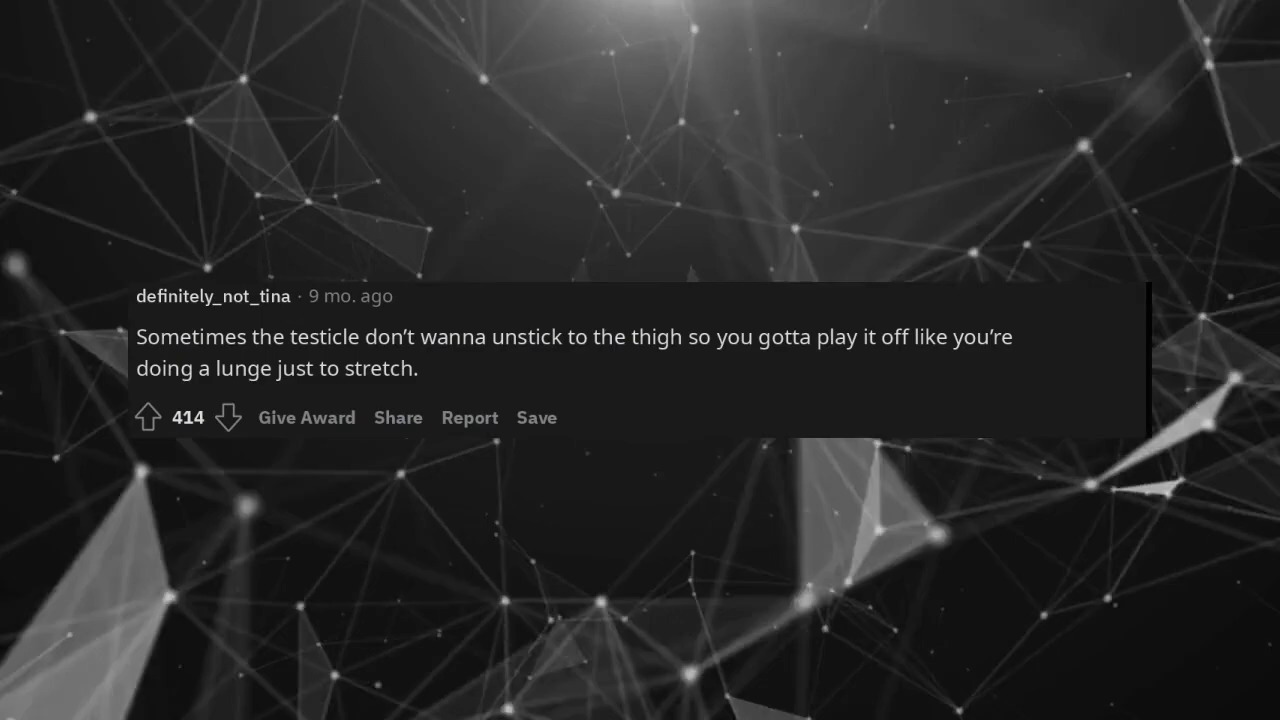 definitely_not_tina · 9 mo. ago
Sometimes the testicle don’t wanna unstick to the thigh so you gotta play it off like you’re
doing a lunge just to stretch.
414 Give Award Share Report Save